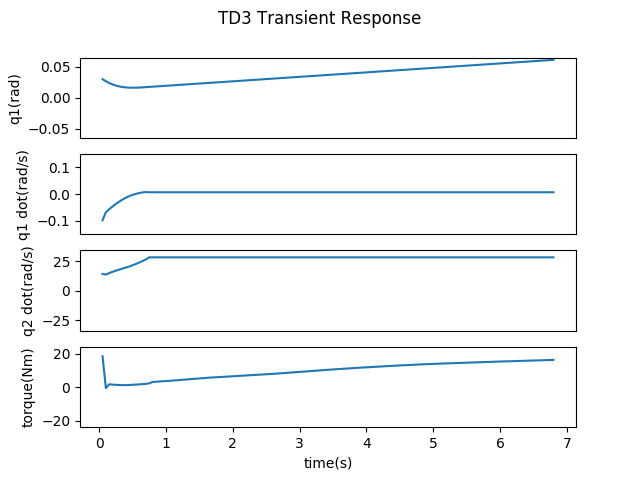 TD3 Transient Response
q1(rad)
0.05
0.00
−0.05
q1 dot(rad/s)
0.1
0.0
−0.1
q2 dot(rad/s)
25
0
−25
torque(Nm)
20
0
−20
0 1 2 3 4 5 6 7
time(s)